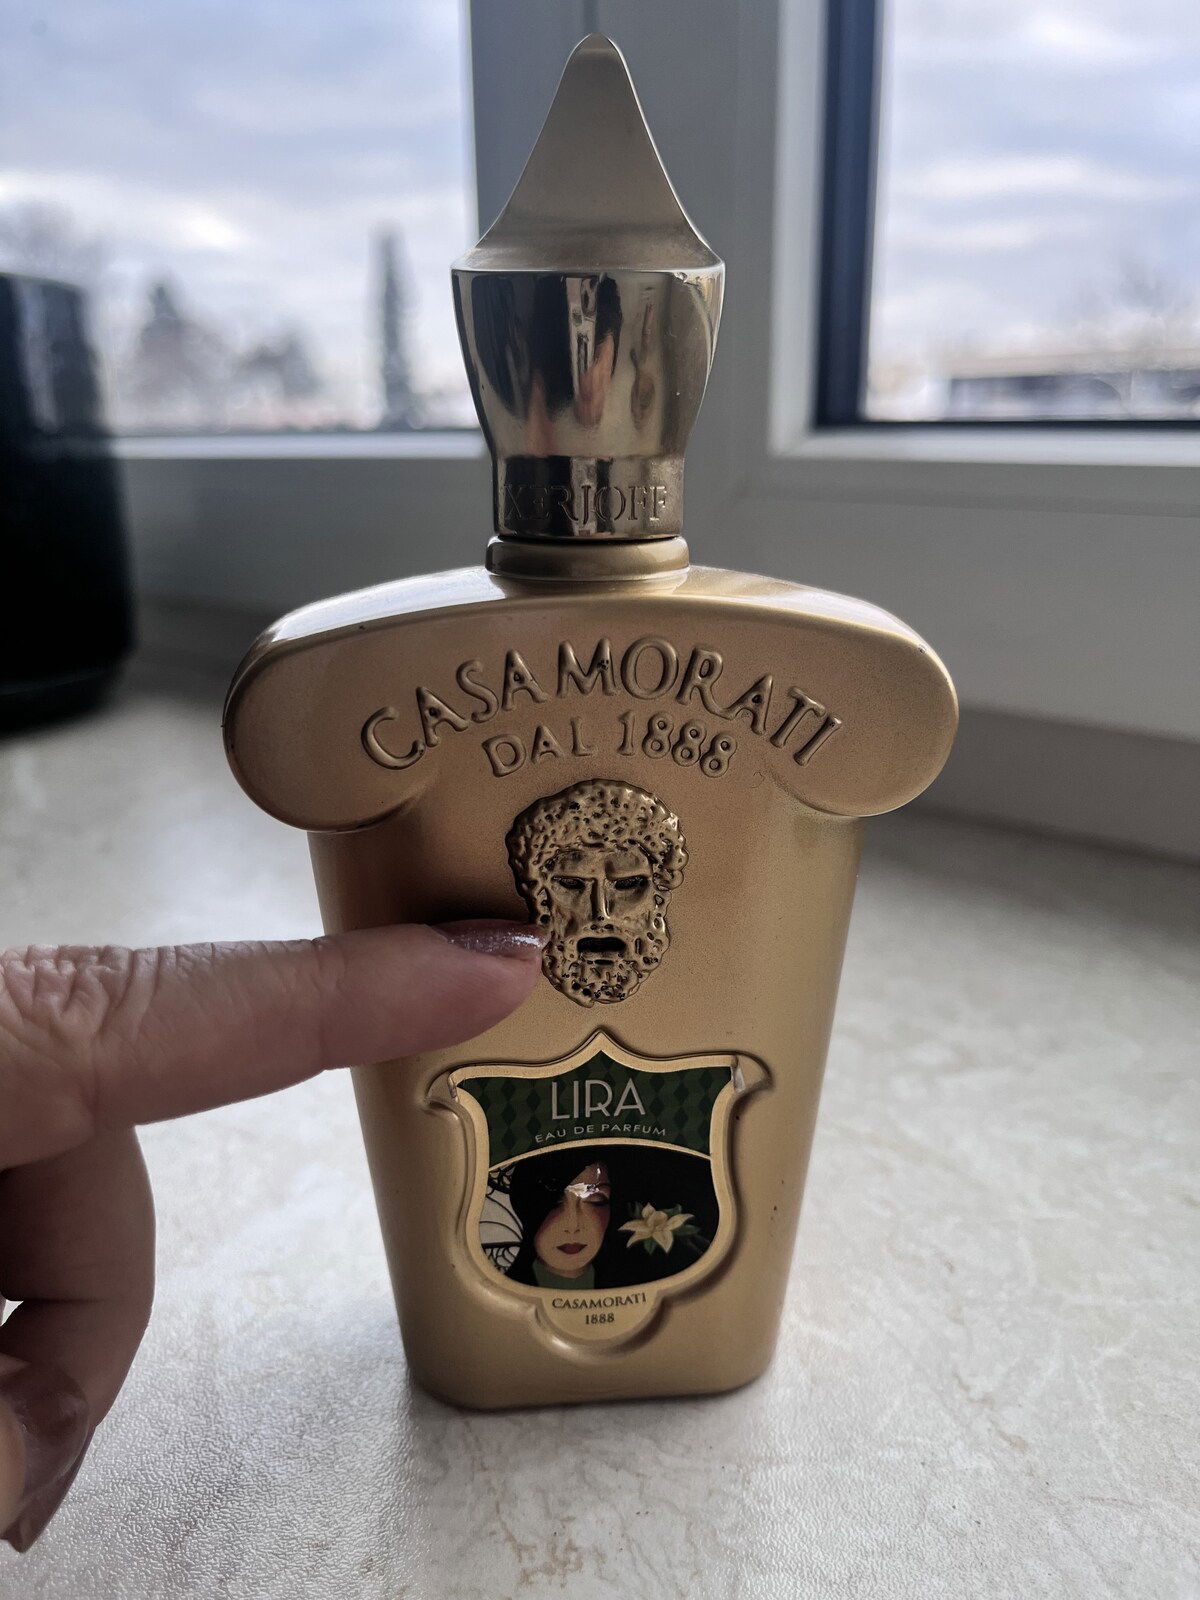 XERJOFF
CASAMORATI
DAL 1888
LIRA
EAU DE PARFUM
CASAMORATI
1888